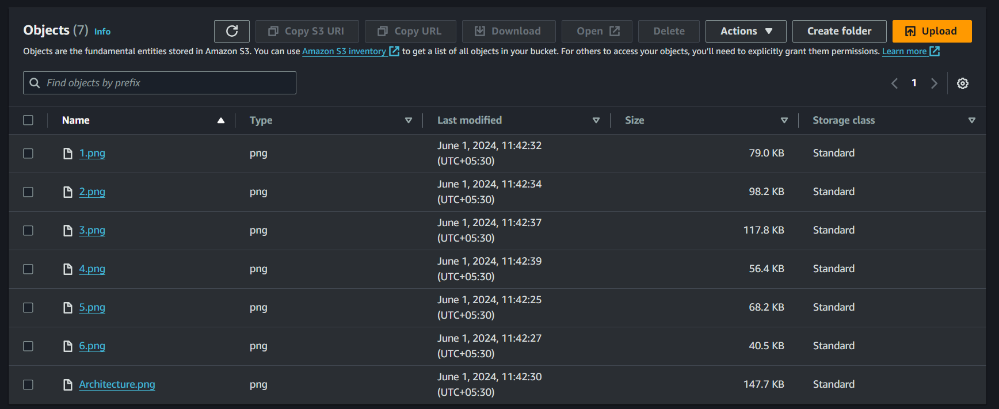 Objects (7) Info
Copy S3 URI Copy URL Download Open Delete Actions Create folder Upload
Objects are the fundamental entities stored in Amazon S3. You can use Amazon S3 inventory to get a list of all objects in your bucket. For others to access your objects, you’ll need to explicitly grant them permissions. Learn more
Find objects by prefix
1
Name Type Last modified Size Storage class
1.png png June 1, 2024, 11:42:32 (UTC+05:30) 79.0 KB Standard
2.png png June 1, 2024, 11:42:34 (UTC+05:30) 98.2 KB Standard
3.png png June 1, 2024, 11:42:37 (UTC+05:30) 117.8 KB Standard
4.png png June 1, 2024, 11:42:39 (UTC+05:30) 56.4 KB Standard
5.png png June 1, 2024, 11:42:25 (UTC+05:30) 68.2 KB Standard
6.png png June 1, 2024, 11:42:27 (UTC+05:30) 40.5 KB Standard
Architecture.png png June 1, 2024, 11:42:30 (UTC+05:30) 147.7 KB Standard